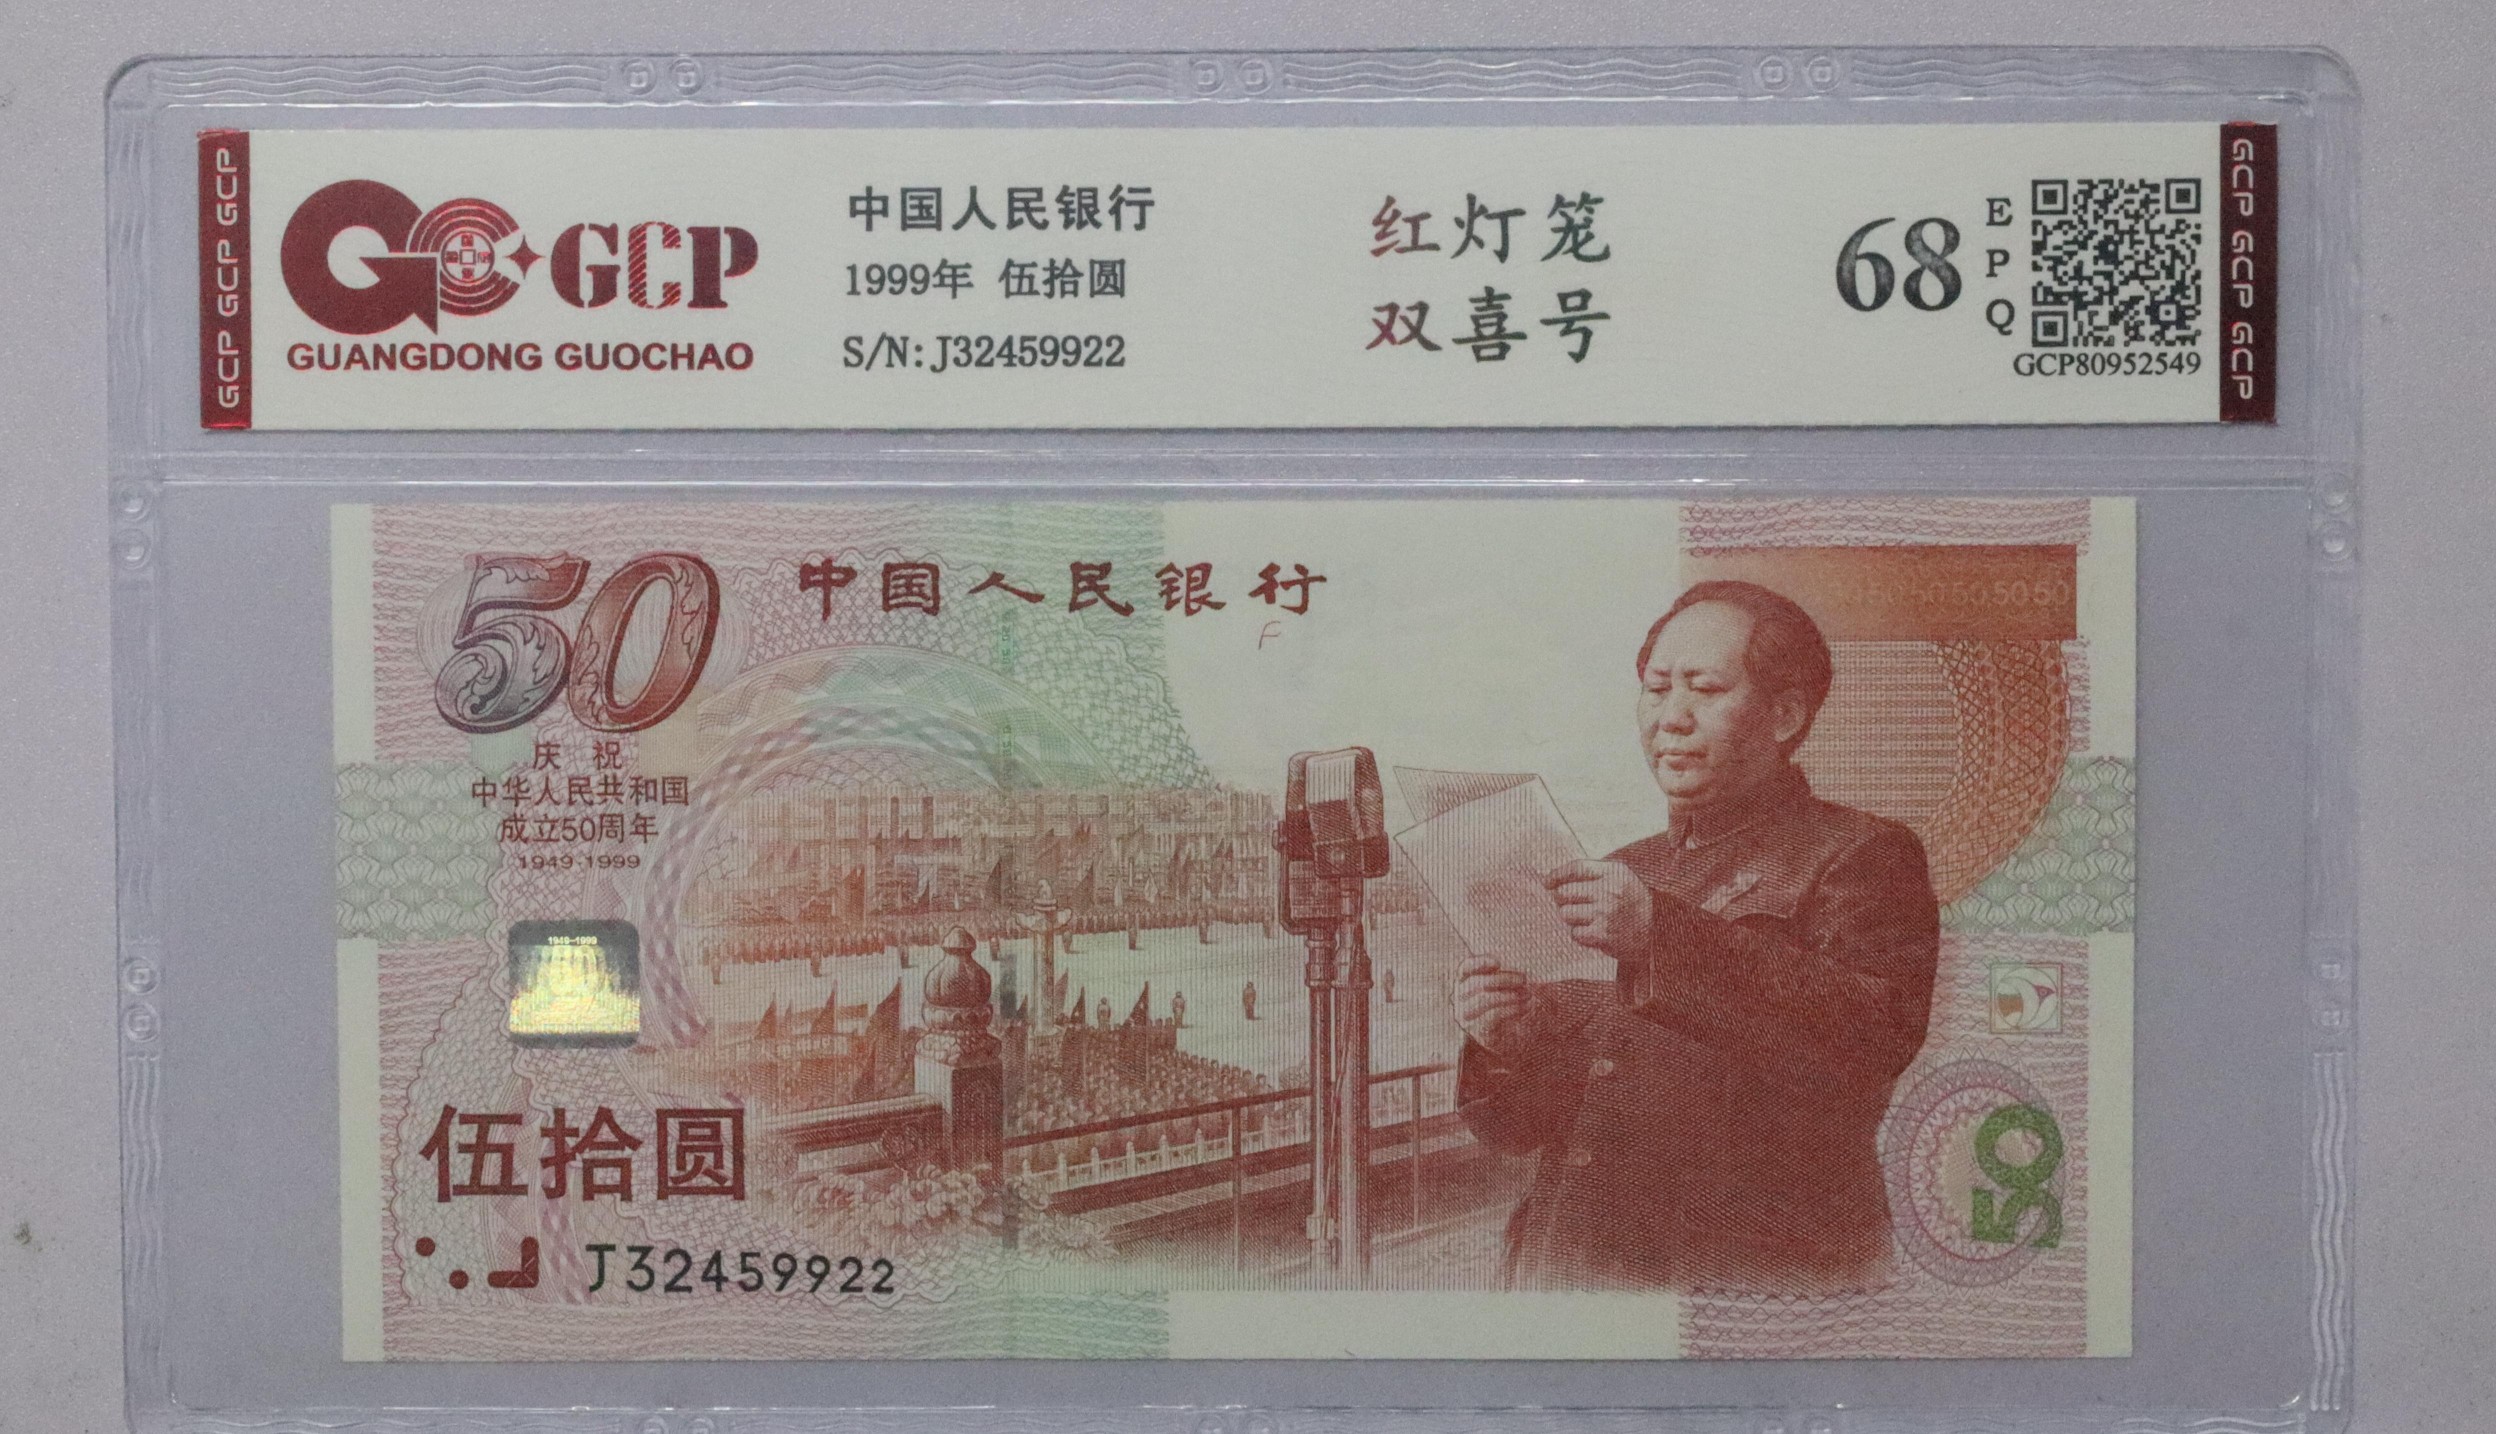 GCP GCP GCP
GCP
GUANGDONG GUOCHAO
中国人民银行
1999年 伍拾圆
S/N: J32459922
红灯笼
双喜号
68
E
P
Q
GCP80952549
GCP GCP GCP
50
中国人民银行
庆祝
中华人民共和国
成立50周年
1949-1999
1949-1999
伍拾圆
J32459922
50